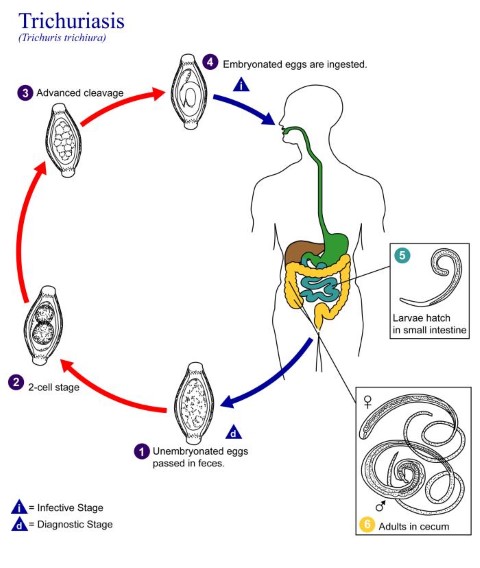 Trichuriasis
(Trichuris trichiura)
4 Embryonated eggs are ingested.
i
3 Advanced cleavage
5
Larvae hatch
in small intestine
2 2-cell stage
♀
d
1 Unembryonated eggs
passed in feces.
♂
6 Adults in cecum
i = Infective Stage
d = Diagnostic Stage